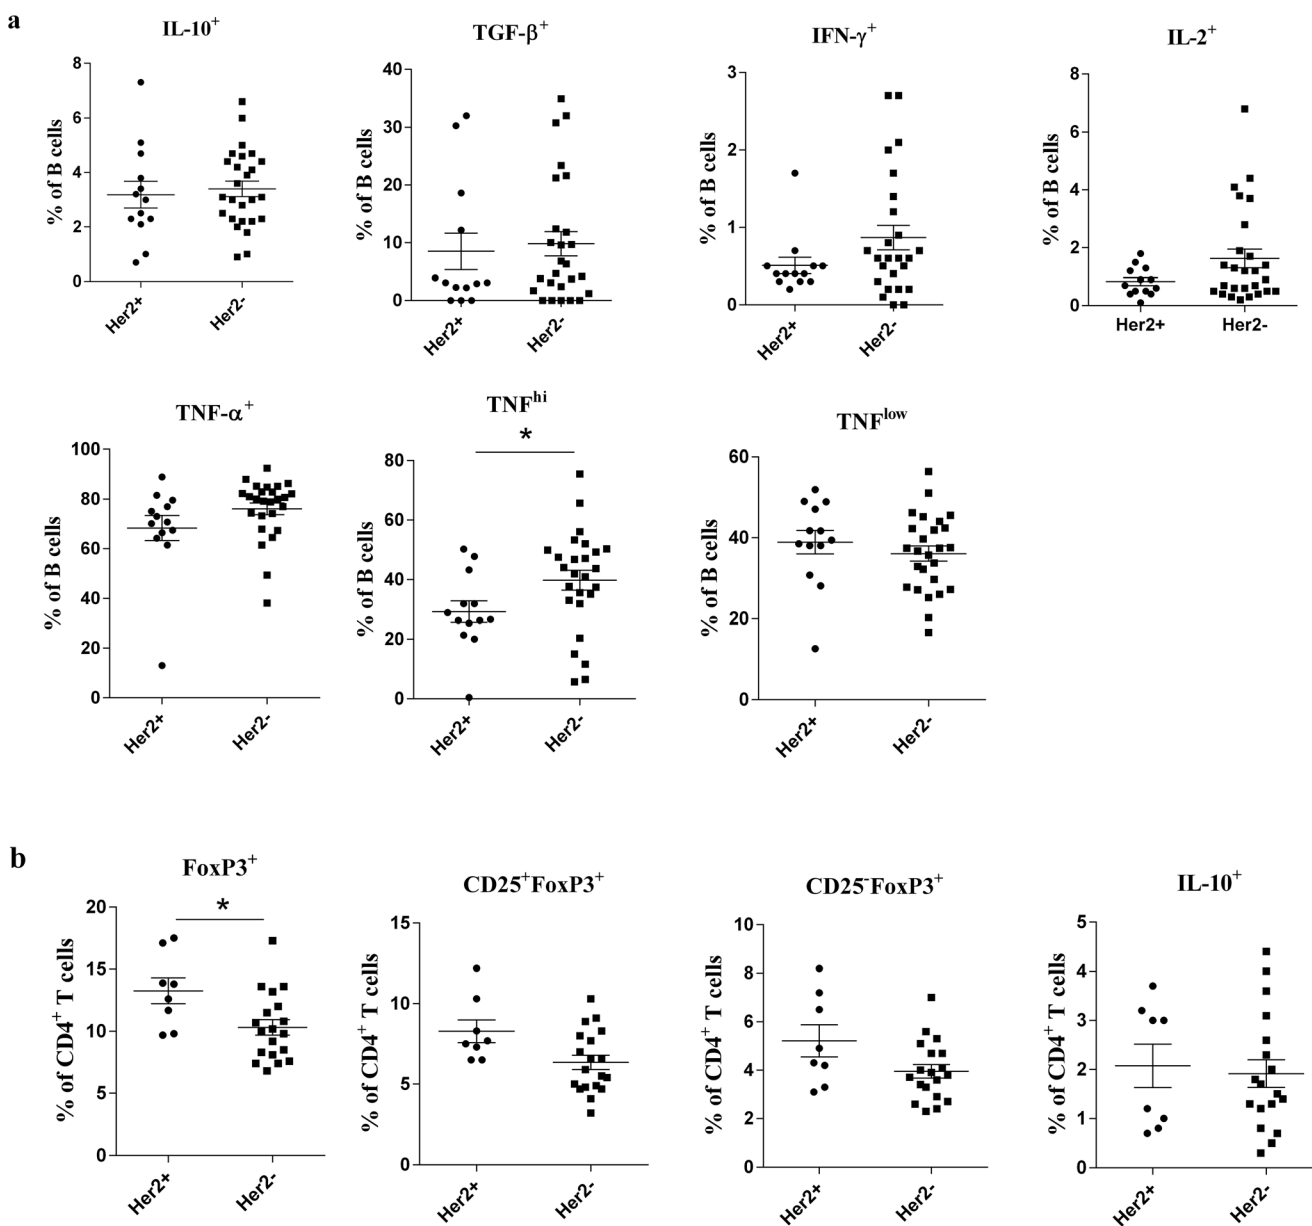 a
IL-10⁺
% of B cells
8
6
4
2
0
Her2+ Her2-
TGF-β⁺
% of B cells
40
30
20
10
0
Her2+ Her2-
IFN-γ⁺
% of B cells
3
2
1
0
Her2+ Her2-
IL-2⁺
% of B cells
8
6
4
2
0
Her2+ Her2-
TNF-α⁺
% of B cells
100
80
60
40
20
0
Her2+ Her2-
TNFʰⁱ
*
% of B cells
80
60
40
20
0
Her2+ Her2-
TNFˡᵒʷ
% of B cells
60
40
20
0
Her2+ Her2-
b
FoxP3⁺
*
% of CD4⁺ T cells
20
15
10
5
0
Her2+ Her2-
CD25⁺FoxP3⁺
% of CD4⁺ T cells
15
10
5
0
Her2+ Her2-
CD25⁻FoxP3⁺
% of CD4⁺ T cells
10
8
6
4
2
0
Her2+ Her2-
IL-10⁺
% of CD4⁺ T cells
5
4
3
2
1
0
Her2+ Her2-